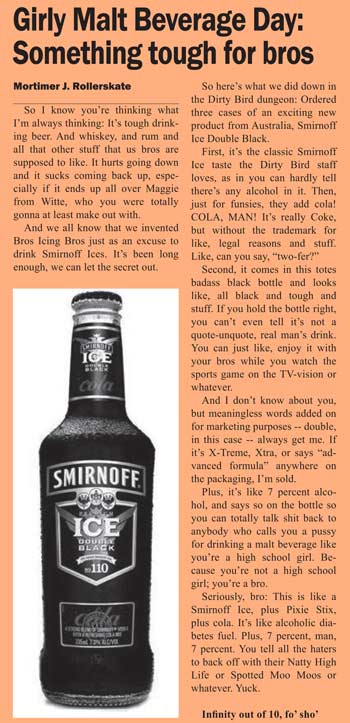 Girly Malt Beverage Day:
Something tough for bros
Mortimer J. Rollerskate
So I know you're thinking what
I'm always thinking: It's tough drink-
ing beer. And whiskey, and rum and
all that other stuff that us bros are
supposed to like. It hurts going down
and it sucks coming back up, espe-
cially if it ends up all over Maggie
from Witte, who you were totally
gonna at least make out with.
And we all know that we invented
Bros Icing Bros just as an excuse to
drink Smirnoff Ices. It's been long
enough, we can let the secret out.
SMIRNOFF
ICE
DOUBLE
BLACK
cola
SMIRNOFF
ICE
DOUBLE
BLACK
No110
cola
So here's what we did down in
the Dirty Bird dungeon: Ordered
three cases of an exciting new
product from Australia, Smirnoff
Ice Double Black.
First, it's the classic Smirnoff
Ice taste the Dirty Bird staff
loves, as in you can hardly tell
there's any alcohol in it. Then,
just for funsies, they add cola!
COLA, MAN! It's really Coke,
but without the trademark for
like, legal reasons and stuff.
Like, can you say, "two-fer?"
Second, it comes in this totes
badass black bottle and looks
like, all black and tough and
stuff. If you hold the bottle right,
you can't even tell it's not a
quote-unquote, real man's drink.
You can just like, enjoy it with
your bros while you watch the
sports game on the TV-vision or
whatever.
And I don't know about you,
but meaningless words added on
for marketing purposes -- double,
in this case -- always get me. If
it's X-Treme, Xtra, or says "ad-
vanced formula" anywhere on
the packaging, I'm sold.
Plus, it's like 7 percent alco-
hol, and says so on the bottle so
you can totally talk shit back to
anybody who calls you a pussy
for drinking a malt beverage like
you're a high school girl. Be-
cause you're not a high school
girl; you're a bro.
Seriously, bro: This is like a
Smirnoff Ice, plus Pixie Stix,
plus cola. It's like alcoholic dia-
betes fuel. Plus, 7 percent, man,
7 percent. You tell all the haters
to back off with their Natty High
Life or Spotted Moo Moos or
whatever. Yuck.
Infinity out of 10, fo' sho'